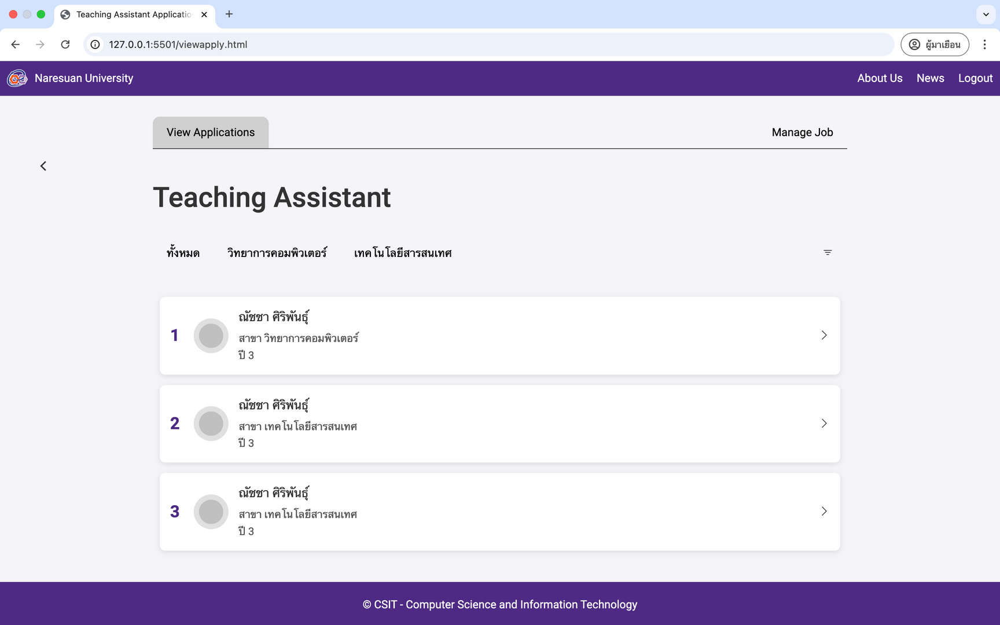 Teaching Assistant Applicatio
127.0.0.1:5501/viewapply.html
ผู้มาเยือน
Naresuan University
About Us
News
Logout
View Applications
Manage Job
Teaching Assistant
ทั้งหมด
วิทยาการคอมพิวเตอร์
เทคโนโลยีสารสนเทศ
1
ณัชชา ศิริพันธุ์
สาขา วิทยาการคอมพิวเตอร์
ปี 3
2
ณัชชา ศิริพันธุ์
สาขา เทคโนโลยีสารสนเทศ
ปี 3
3
ณัชชา ศิริพันธุ์
สาขา เทคโนโลยีสารสนเทศ
ปี 3
© CSIT - Computer Science and Information Technology